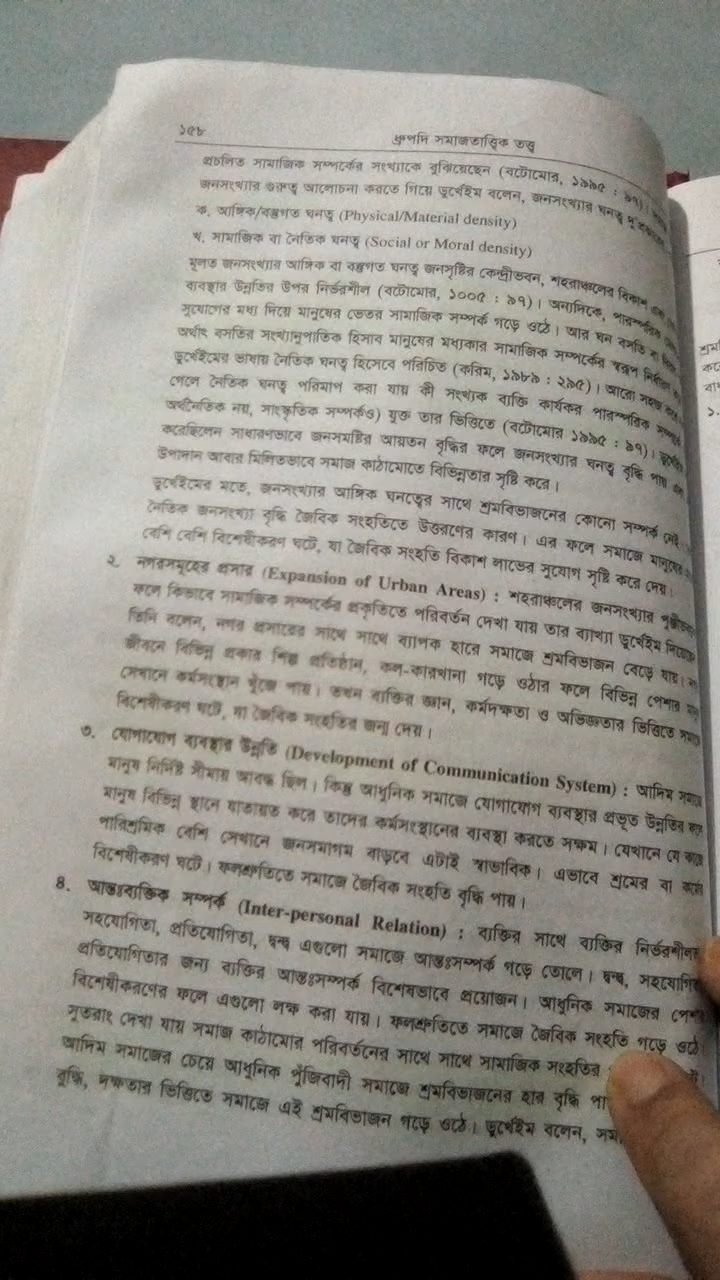 ১৫৮ ধ্রুপদি সমাজতাত্ত্বিক তত্ত্ব
প্রচলিত সামাজিক সম্পর্কের সংখ্যাকে বুঝিয়েছেন (বটোমোর, ১৯৯৫ : ৯৭)।
জনসংখ্যার গুরুত্ব আলোচনা করতে গিয়ে ডুর্খেইম বলেন, জনসংখ্যার ঘনত্ব
ক. আঙ্গিক/বস্তুগত ঘনত্ব (Physical/Material density)
খ. সামাজিক বা নৈতিক ঘনত্ব (Social or Moral density)
মূলত জনসংখ্যার আঙ্গিক বা বস্তুগত ঘনত্ব জনসৃষ্টির কেন্দ্রীভবন, শহরাঞ্চলের বিকাশ
ব্যবস্থার উন্নতির উপর নির্ভরশীল (বটোমোর, ১০০৫ : ৯৭)। অন্যদিকে, পারস্পরিক
সুযোগের মধ্য দিয়ে মানুষের ভেতর সামাজিক সম্পর্ক গড়ে ওঠে। আর ঘন বসতি বা
অর্থাৎ বসতির সংখ্যানুপাতিক হিসাব মানুষের মধ্যকার সামাজিক সম্পর্কের স্বরূপ
ডুর্খেইমের ভাষায় নৈতিক ঘনত্ব হিসেবে পরিচিত (করিম, ১৯৮৯ : ২৯৫)। আরো সহজ
গেলে নৈতিক ঘনত্ব পরিমাপ করা যায় কী সংখ্যক ব্যক্তি কার্যকর পারস্পরিক
অর্থনৈতিক নয়, সাংস্কৃতিক সম্পর্কও) যুক্ত তার ভিত্তিতে (বটোমোর ১৯৯৫ : ৯৭)।
করেছিলেন সাধারণভাবে জনসমষ্টির আয়তন বৃদ্ধির ফলে জনসংখ্যার ঘনত্ব বৃদ্ধি পায়
উপাদান আবার মিলিতভাবে সমাজ কাঠামোতে বিভিন্নতার সৃষ্টি করে।
ডুর্খেইমের মতে, জনসংখ্যার আঙ্গিক ঘনত্বের সাথে শ্রমবিভাজনের কোনো সম্পর্ক নেই
নৈতিক জনসংখ্যা বৃদ্ধি জৈবিক সংহতিতে উত্তরণের কারণ। এর ফলে সমাজে মানুষের
বেশি বেশি বিশেষীকরণ ঘটে, যা জৈবিক সংহতি বিকাশ লাভের সুযোগ সৃষ্টি করে দেয়।
২. নগরসমূহের প্রসার (Expansion of Urban Areas) : শহরাঞ্চলের জনসংখ্যার
ফলে কিভাবে সামাজিক সম্পর্কের প্রকৃতিতে পরিবর্তন দেখা যায় তার ব্যাখ্যা ডুর্খেইম
তিনি বলেন, নগর প্রসারের সাথে সাথে ব্যাপক হারে সমাজে শ্রমবিভাজন বেড়ে যায়।
জীবনে বিভিন্ন প্রকার শিল্প প্রতিষ্ঠান, কল-কারখানা গড়ে ওঠার ফলে বিভিন্ন পেশার
সেখানে কর্মসংস্থান খুঁজে পায়। তখন ব্যক্তির জ্ঞান, কর্মদক্ষতা ও অভিজ্ঞতার ভিত্তিতে
বিশেষীকরণ ঘটে, যা জৈবিক সংহতির জন্ম দেয়।
৩. যোগাযোগ ব্যবস্থার উন্নতি (Development of Communication System) : আদিম
মানুষ নির্দিষ্ট সীমায় আবদ্ধ ছিল। কিন্তু আধুনিক সমাজে যোগাযোগ ব্যবস্থার প্রভূত উন্নতির
মানুষ বিভিন্ন স্থানে যাতায়ত করে তাদের কর্মসংস্থানের ব্যবস্থা করতে সক্ষম। যেখানে যে
পারিশ্রমিক বেশি সেখানে জনসমাগম বাড়বে এটাই স্বাভাবিক। এভাবে শ্রমের বা
বিশেষীকরণ ঘটে। ফলশ্রুতিতে সমাজে জৈবিক সংহতি বৃদ্ধি পায়।
৪. আন্তঃব্যক্তিক সম্পর্ক (Inter-personal Relation) : ব্যক্তির সাথে ব্যক্তির
সহযোগিতা, প্রতিযোগিতা, দ্বন্দ্ব এগুলো সমাজে আন্তঃসম্পর্ক গড়ে তোলে। দ্বন্দ্ব,
প্রতিযোগিতার জন্য ব্যক্তির আন্তঃসম্পর্ক বিশেষভাবে প্রয়োজন। আধুনিক সমাজের
বিশেষীকরণের ফলে এগুলো লক্ষ করা যায়। ফলশ্রুতিতে সমাজে জৈবিক সংহতি গড়ে ওঠে।
সুতরাং দেখা যায় সমাজ কাঠামোর পরিবর্তনের সাথে সাথে সামাজিক সংহতির
আদিম সমাজের চেয়ে আধুনিক পুঁজিবাদী সমাজে শ্রমবিভাজনের হার বৃদ্ধি
বুদ্ধি, দক্ষতার ভিত্তিতে সমাজে এই শ্রমবিভাজন গড়ে ওঠে। ডুর্খেইম বলেন,